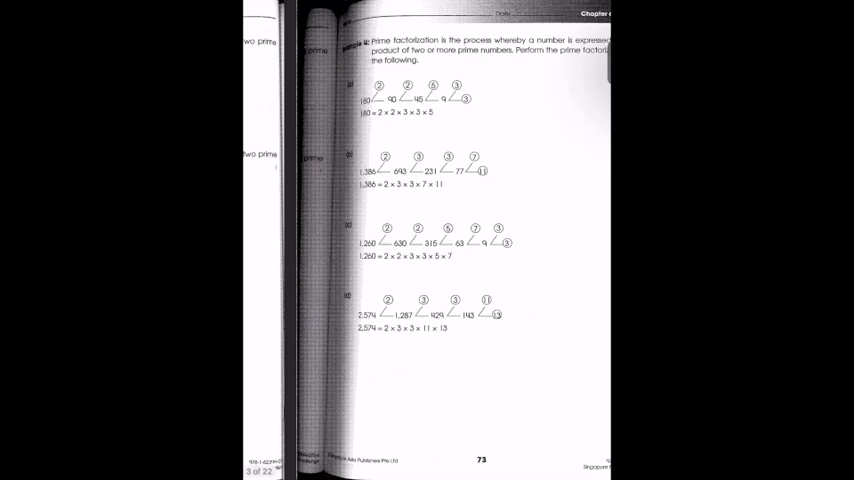 two prime
two prime
3 of 22
prime
prime
Chapter
Prime factorization is the process whereby a number is expressed
product of two or more prime numbers. Perform the prime
the following.
(a)
2 2 5 3
180 90 45 9 3
180 = 2 × 2 × 3 × 3 × 5
(b)
2 3 3 7
1,386 693 231 77 11
1,386 = 2 × 3 × 3 × 7 × 11
(c)
2 2 5 7 3
1,260 630 315 63 9 3
1,260 = 2 × 2 × 3 × 3 × 5 × 7
(d)
2 3 3 11
2,574 1,287 429 143 13
2,574 = 2 × 3 × 3 × 11 × 13
Asia Publishers Pte Ltd
73
Singapore